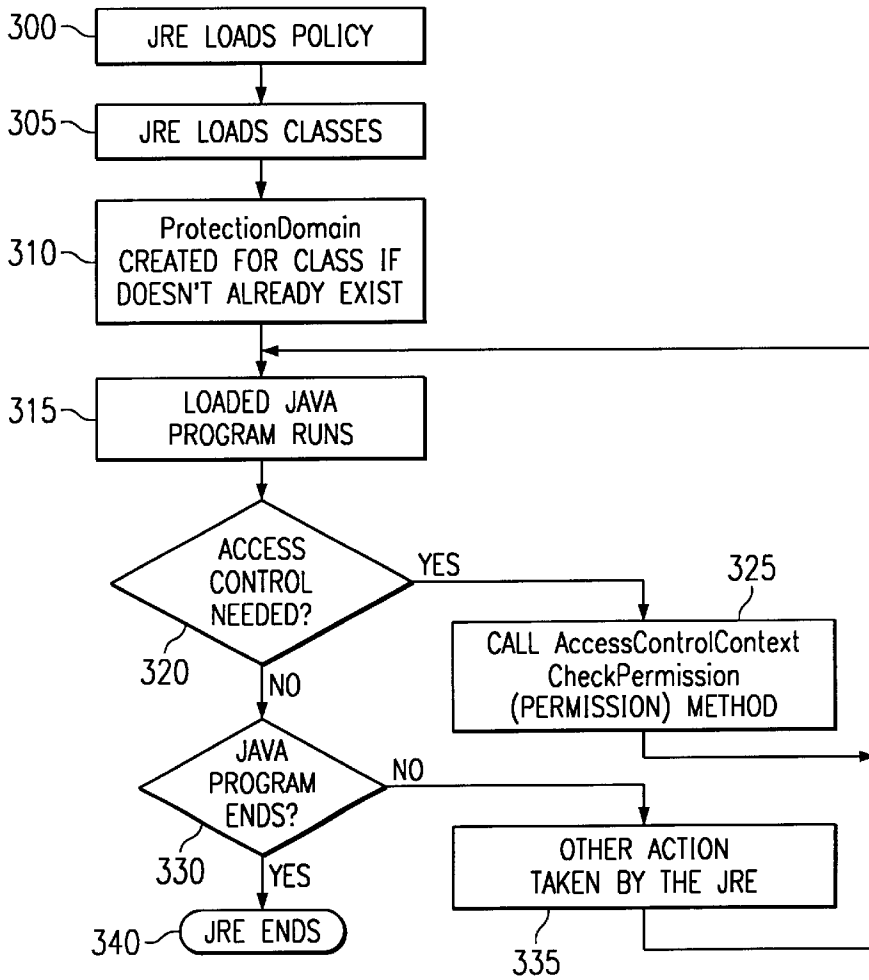 300
JRE LOADS POLICY
305
JRE LOADS CLASSES
310
ProtectionDomain
CREATED FOR CLASS IF
DOESN'T ALREADY EXIST
315
LOADED JAVA
PROGRAM RUNS
ACCESS
CONTROL
NEEDED?
320
YES
NO
325
CALL AccessControlContext
CheckPermission
(PERMISSION) METHOD
JAVA
PROGRAM
ENDS?
330
NO
YES
OTHER ACTION
TAKEN BY THE JRE
335
340
JRE ENDS